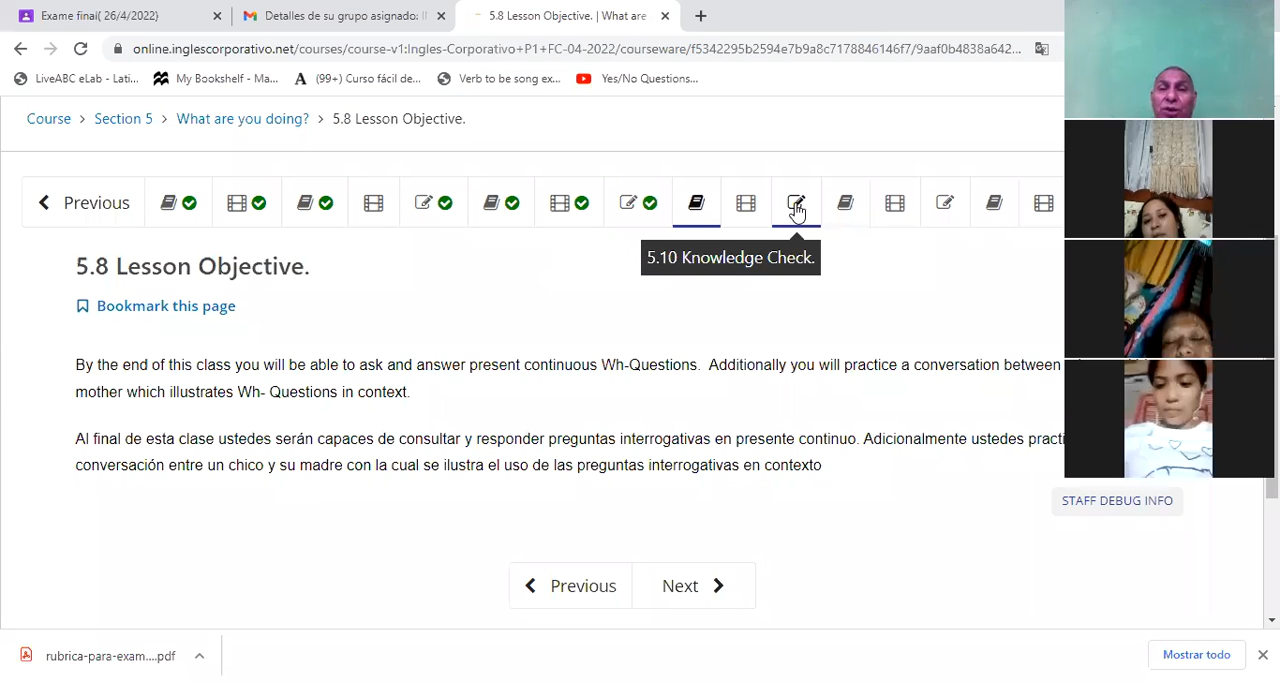 Exame final( 26/4/2022)
Detalles de su grupo asignado: I
5.8 Lesson Objective. | What are
online.inglescorporativo.net/courses/course-v1:Ingles-Corporativo+P1+FC-04-2022/courseware/f5342295b2594e7b9a8c7178846146f7/9aaf0b4838a642...
LiveABC eLab - Lati... My Bookshelf - Ma... (99+) Curso fácil de... Verb to be song ex... Yes/No Questions...
Course > Section 5 > What are you doing? > 5.8 Lesson Objective.
Previous
5.10 Knowledge Check.
5.8 Lesson Objective.
Bookmark this page
By the end of this class you will be able to ask and answer present continuous Wh-Questions. Additionally you will practice a conversation between
mother which illustrates Wh- Questions in context.
Al final de esta clase ustedes serán capaces de consultar y responder preguntas interrogativas en presente continuo. Adicionalmente ustedes practi
conversación entre un chico y su madre con la cual se ilustra el uso de las preguntas interrogativas en contexto
STAFF DEBUG INFO
Previous Next
rubrica-para-exam....pdf
Mostrar todo